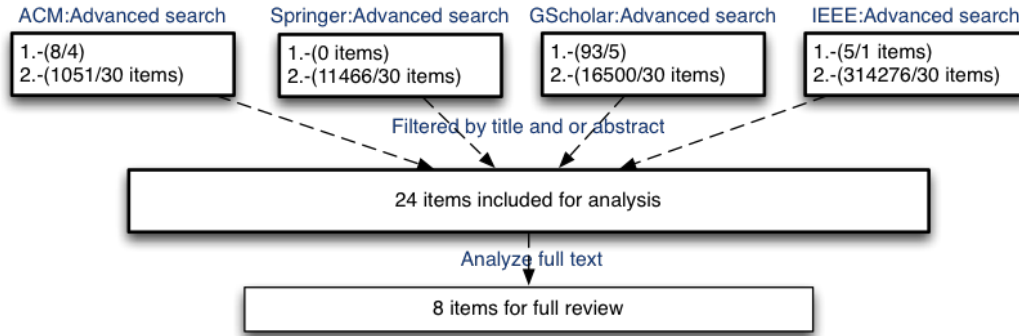 ACM:Advanced search
1.-(8/4)
2.-(1051/30 items)
Springer:Advanced search
1.-(0 items)
2.-(11466/30 items)
GScholar:Advanced search
1.-(93/5)
2.-(16500/30 items)
IEEE:Advanced search
1.-(5/1 items)
2.-(314276/30 items)
Filtered by title and or abstract
24 items included for analysis
Analyze full text
8 items for full review